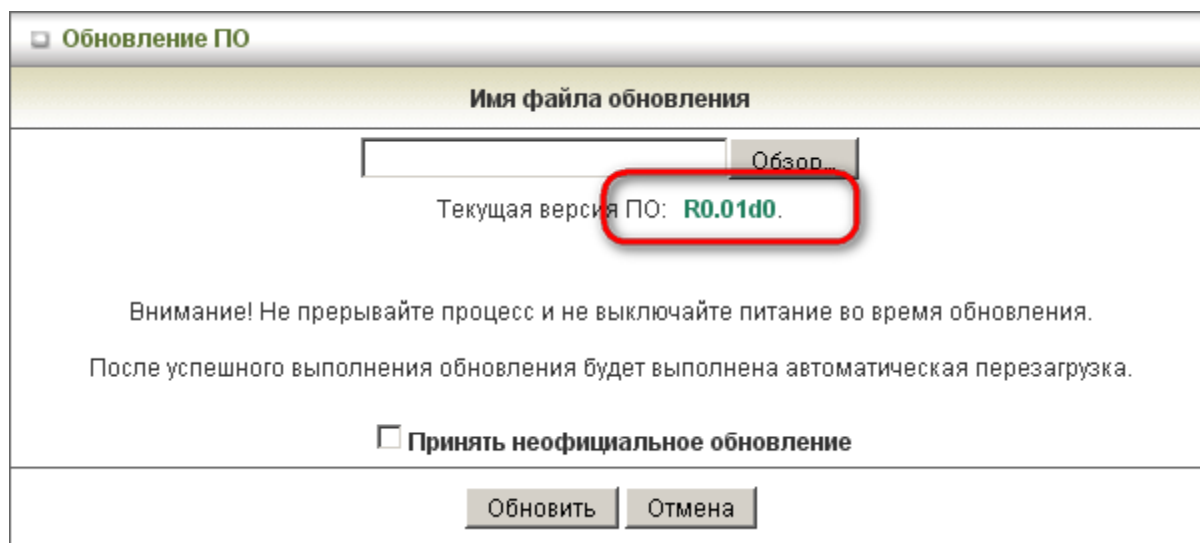 Обновление ПО
Имя файла обновления
Обзор...
Текущая версия ПО: R0.01d0.
Внимание! Не прерывайте процесс и не выключайте питание во время обновления.
После успешного выполнения обновления будет выполнена автоматическая перезагрузка.
Принять неофициальное обновление
Обновить Отмена